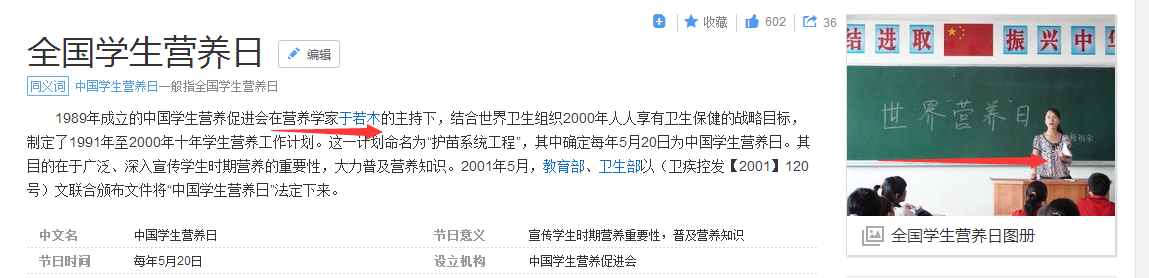 收藏 602 36
全国学生营养日 编辑
同义词 中国学生营养日一般指全国学生营养日
1989年成立的中国学生营养促进会在营养学家于若木的主持下，结合世界卫生组织2000年人人享有卫生保健的战略目标，
制定了1991年至2000年十年学生营养工作计划。这一计划命名为“护苗系统工程”，其中确定每年5月20日为中国学生营养日。其
目的在于广泛、深入宣传学生时期营养的重要性，大力普及营养知识。2001年5月，教育部、卫生部以（卫疾控发【2001】120
号）文联合颁布文件将“中国学生营养日”法定下来。
中文名 中国学生营养日 节日意义 宣传学生时期营养重要性，普及营养知识
节日时间 每年5月20日 设立机构 中国学生营养促进会
结 进取 振兴中华
世界“营养”日
全国学生营养日图册